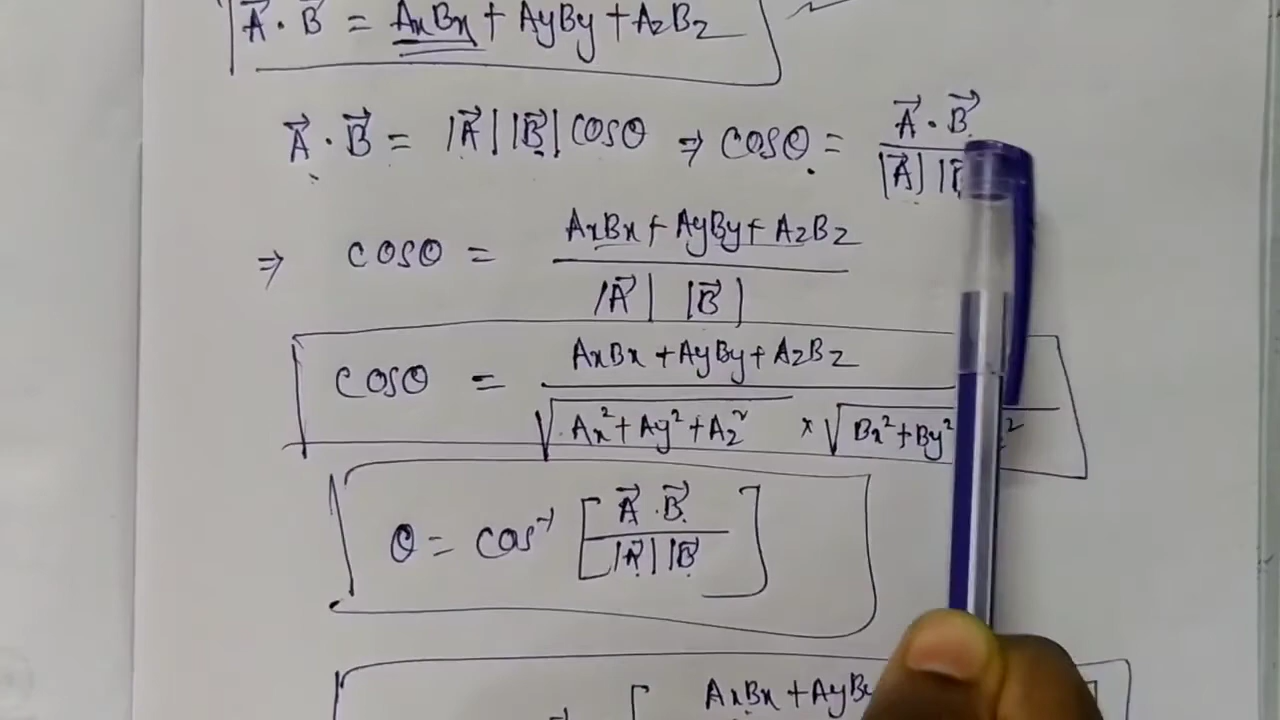 A⃗ · B⃗ = AxBx + AyBy + AzBz
A⃗ · B⃗ = |A⃗| |B⃗| cosθ ⇒ cosθ = A⃗ · B⃗ / |A⃗| |B
⇒ cosθ = AxBx + AyBy + AzBz / |A⃗| |B⃗|
cosθ = AxBx + AyBy + AzBz / √Ax² + Ay² + Az² × √Bx² + By² ²
θ = cos⁻¹ [A⃗ · B⃗ / |A⃗| |B⃗]
AxBx + AyBy